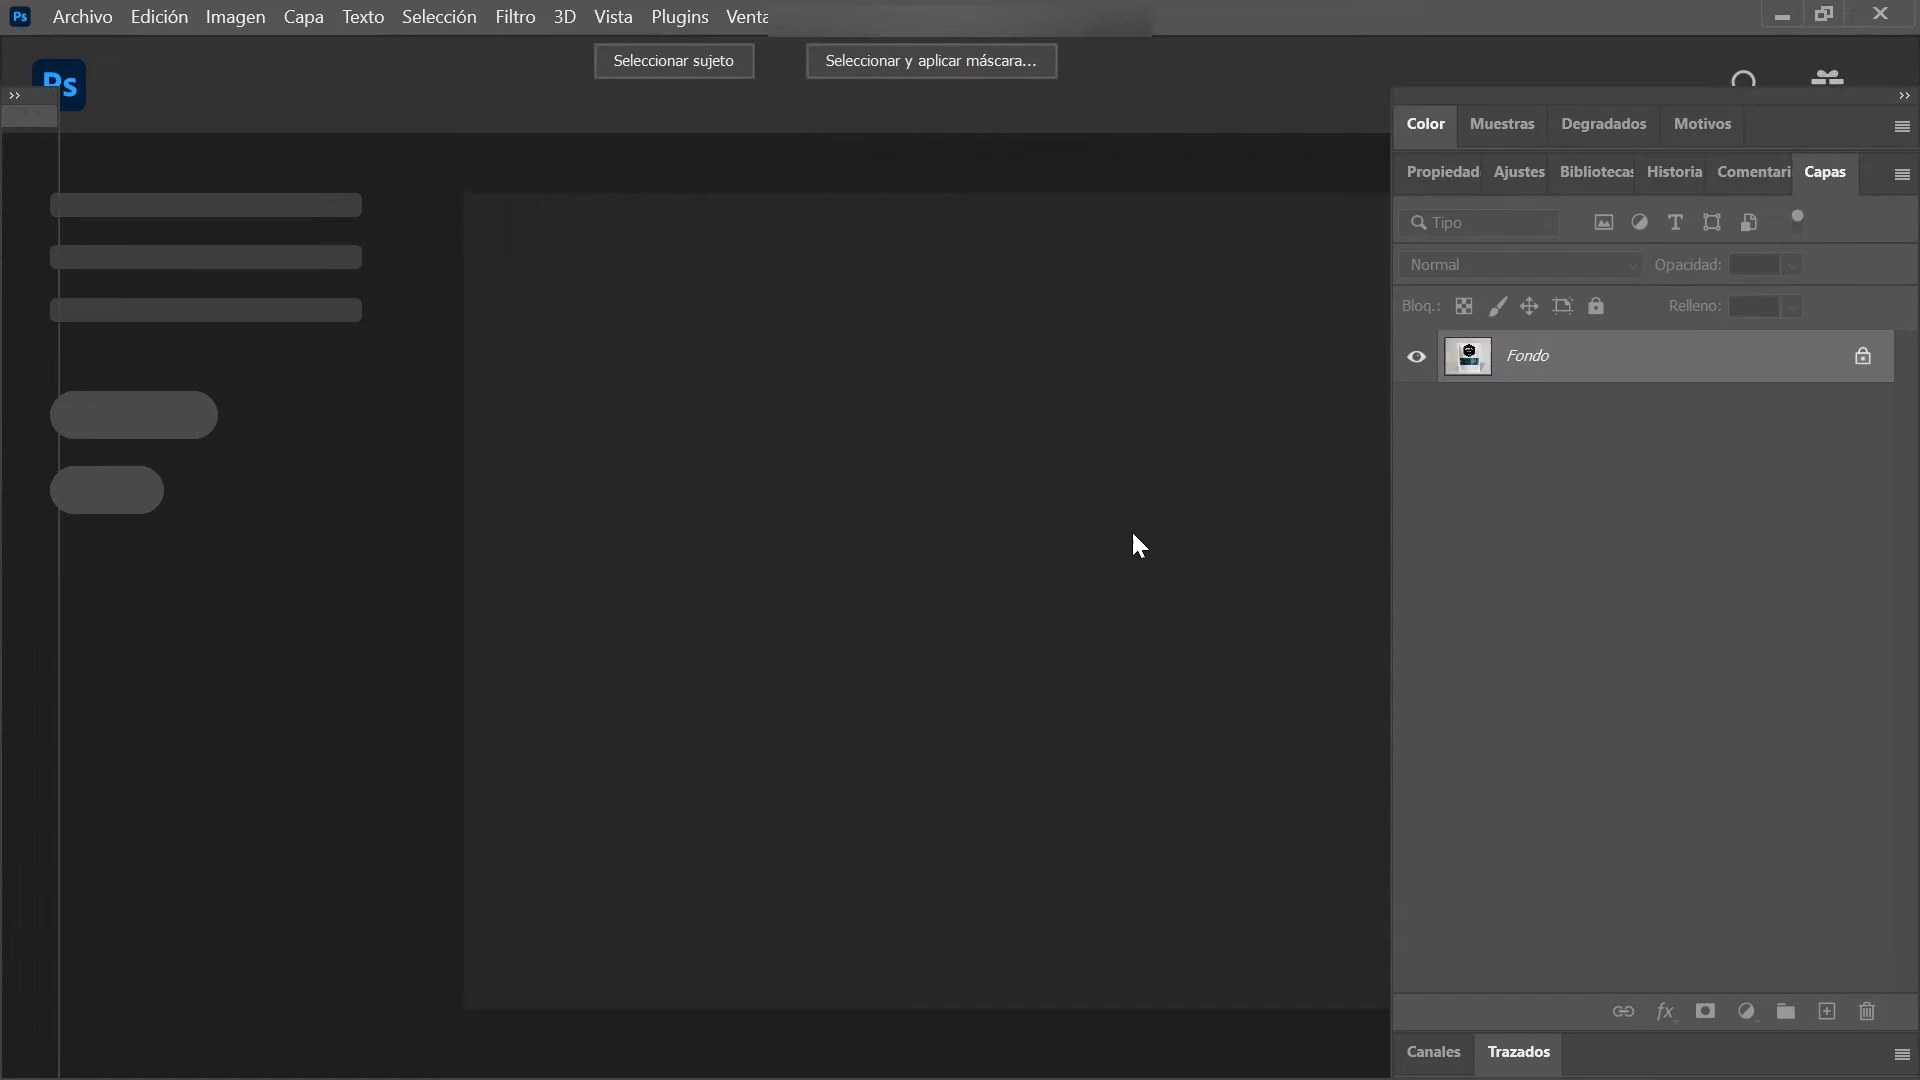 Ps Archivo Edición Imagen Capa Texto Selección Filtro 3D Vista Plugins Venta
Seleccionar sujeto Seleccionar y aplicar máscara...
Ps
Color Muestras Degradados Motivos
Propiedad Ajustes Bibliotecas Historia Comentari Capas
Tipo
Normal Opacidad:
Bloq.: Relleno:
Fondo
fx
Canales Trazados